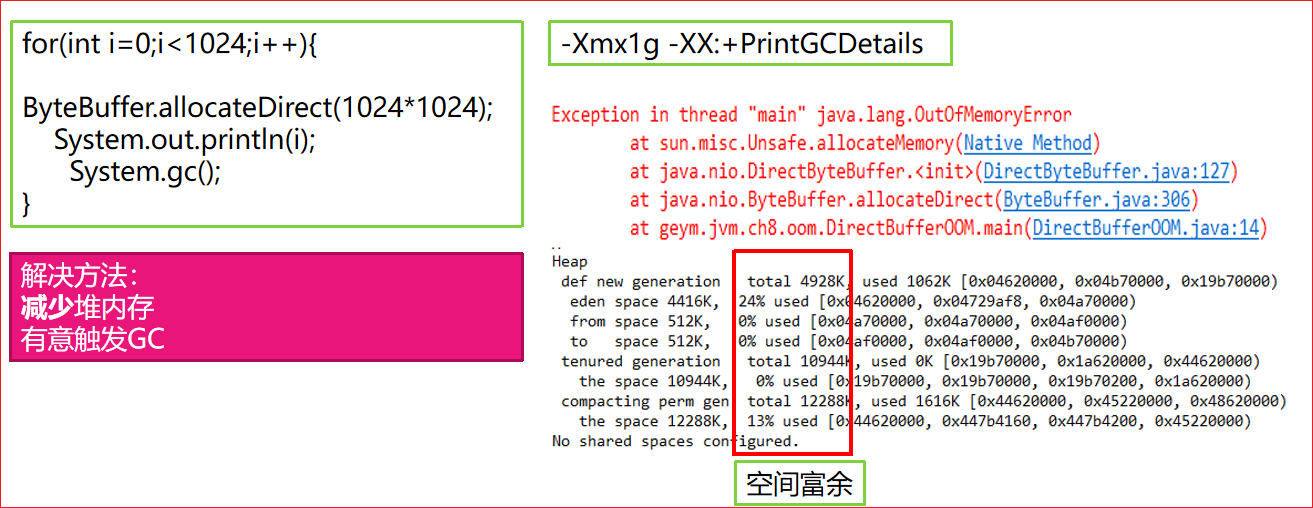 for(int i=0;i<1024;i++){
ByteBuffer.allocateDirect(1024*1024);
System.out.println(i);
System.gc();
}
解决方法：
减少堆内存
有意触发GC
-Xmx1g -XX:+PrintGCDetails
Exception in thread "main" java.lang.OutOfMemoryError
at sun.misc.Unsafe.allocateMemory(Native Method)
at java.nio.DirectByteBuffer.<init>(DirectByteBuffer.java:127)
at java.nio.ByteBuffer.allocateDirect(ByteBuffer.java:306)
at geym.jvm.ch8.oom.DirectBufferOOM.main(DirectBufferOOM.java:14)
Heap
def new generation total 4928K, used 1062K [0x04620000, 0x04b70000, 0x19b70000)
eden space 4416K, 24% used [0x04620000, 0x04729af8, 0x04a70000)
from space 512K, 0% used [0x04a70000, 0x04a70000, 0x04af0000)
to space 512K, 0% used [0x04af0000, 0x04af0000, 0x04b70000)
tenured generation total 10944K, used 0K [0x19b70000, 0x1a620000, 0x44620000)
the space 10944K, 0% used [0x19b70000, 0x19b70000, 0x19b70200, 0x1a620000)
compacting perm gen total 12288K, used 1616K [0x44620000, 0x45220000, 0x48620000)
the space 12288K, 13% used [0x44620000, 0x447b4160, 0x447b4200, 0x45220000)
No shared spaces configured.
空间富余